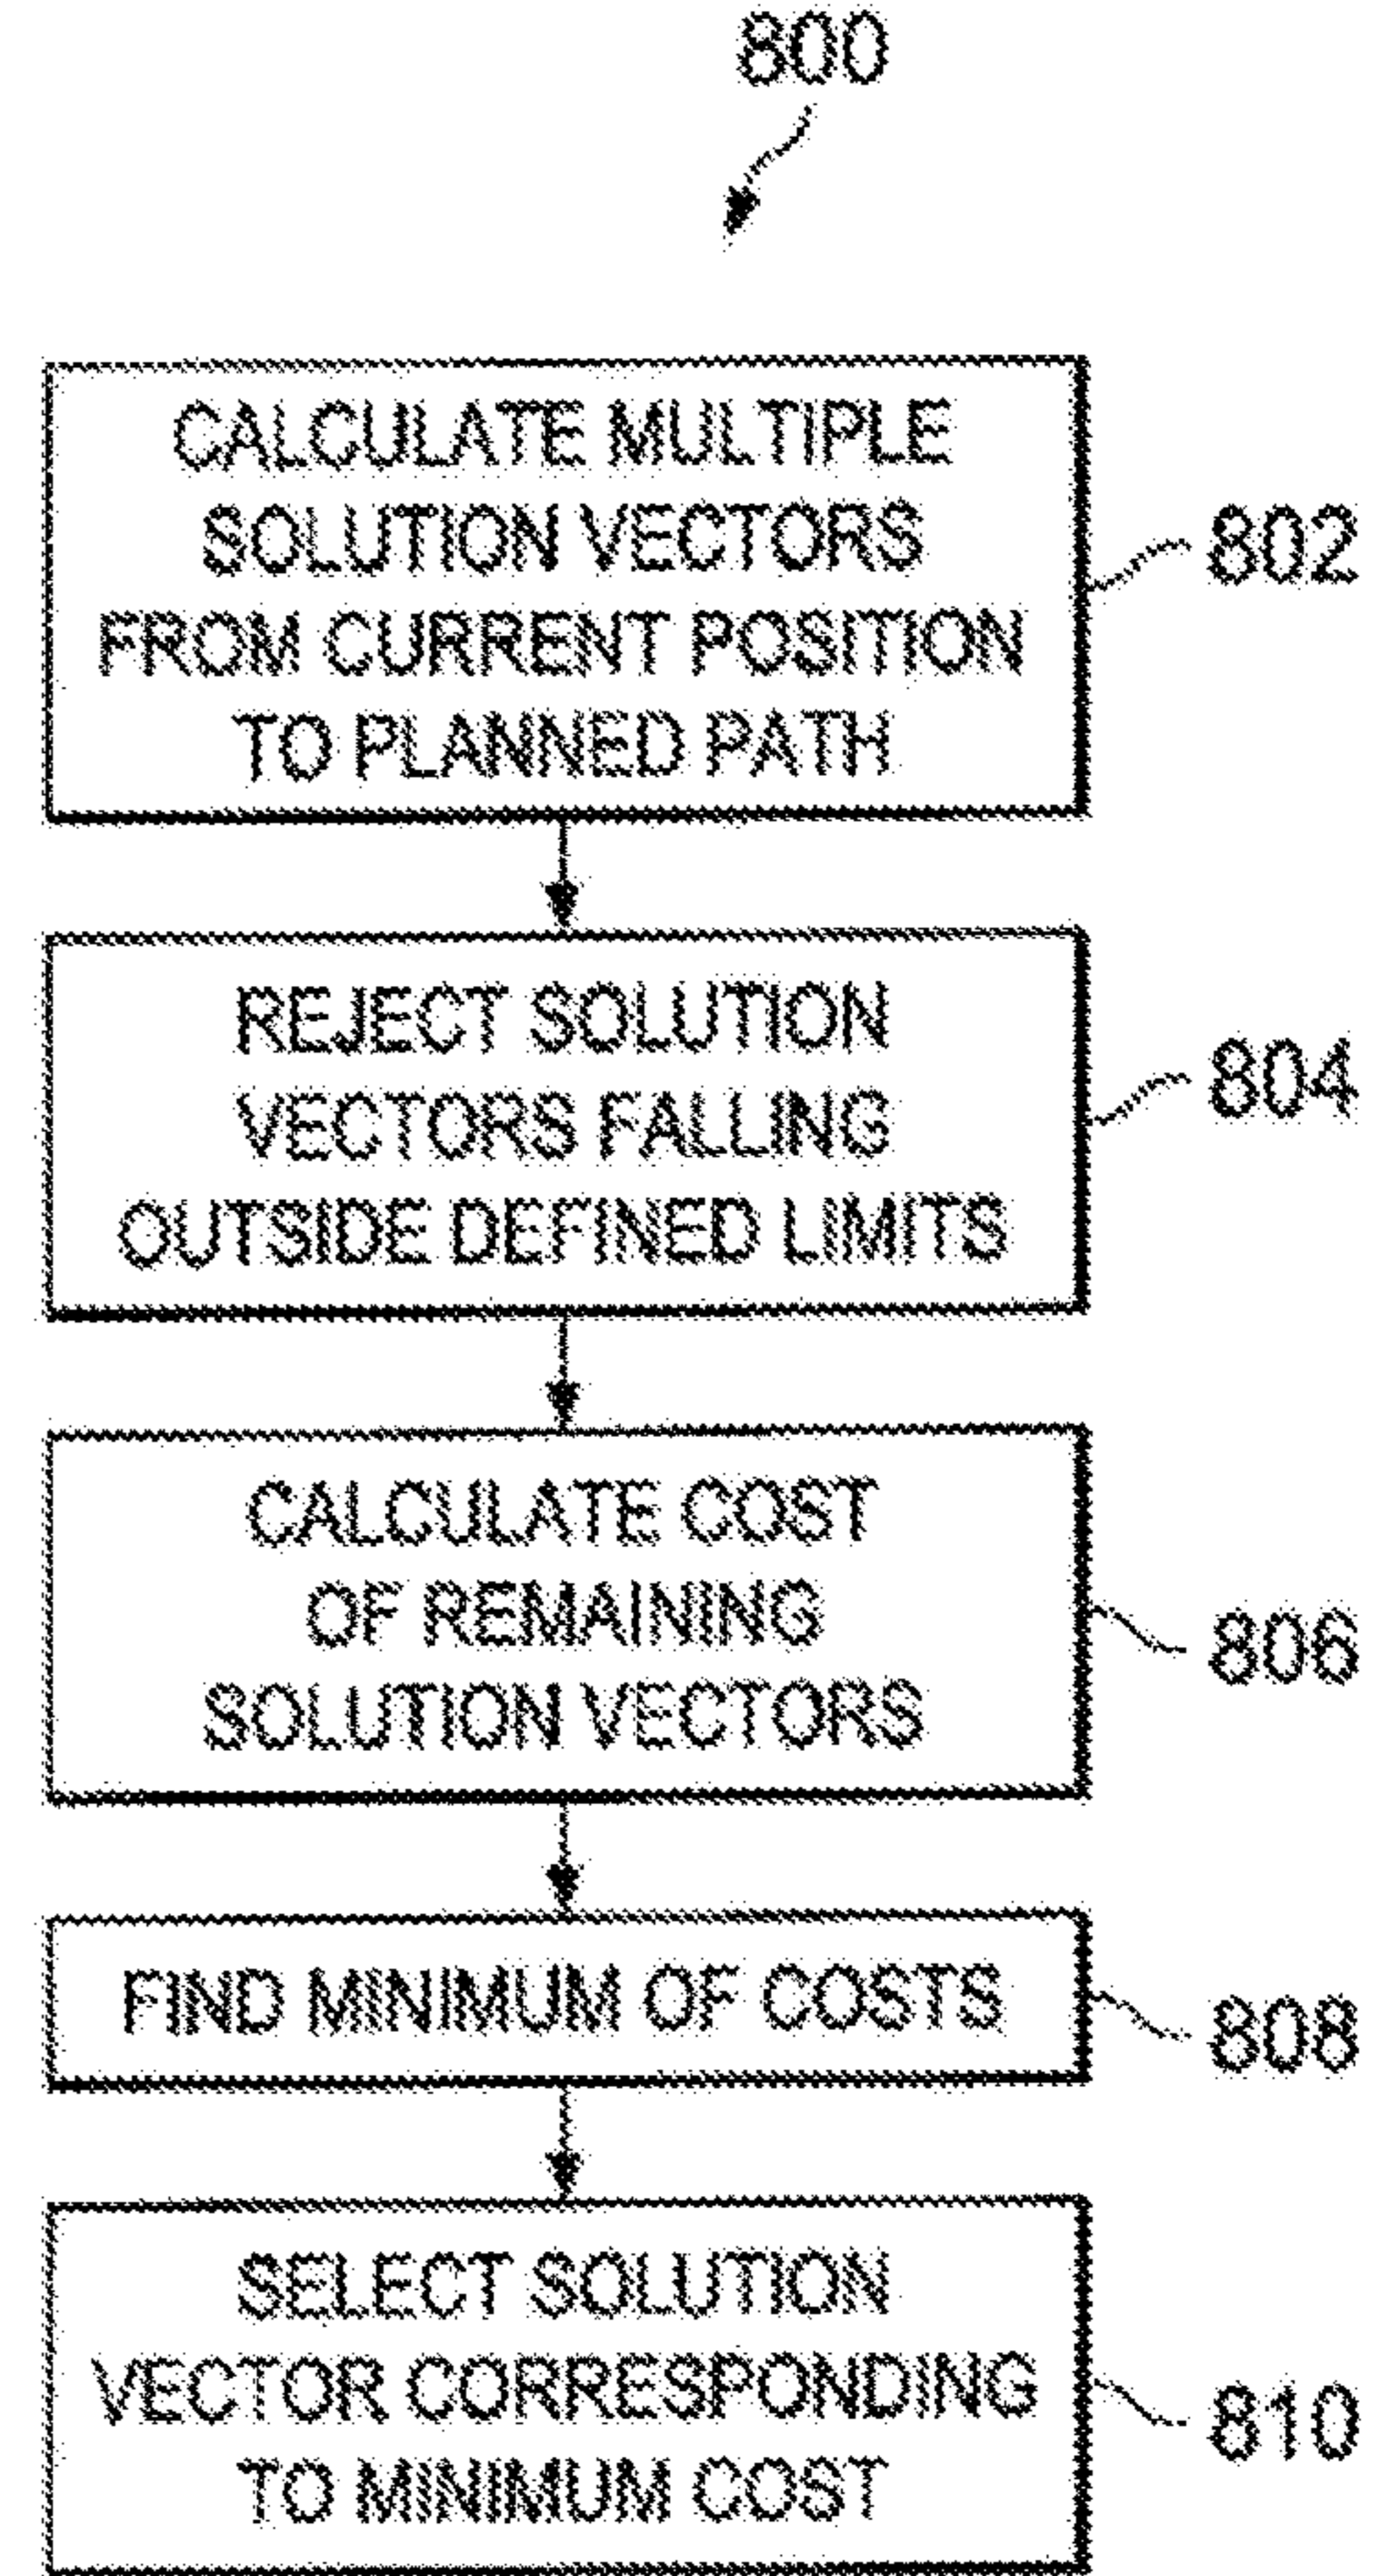 800
CALCULATE MULTIPLE
SOLUTION VECTORS
FROM CURRENT POSITION
TO PLANNED PATH
802
REJECT SOLUTION
VECTORS FALLING
OUTSIDE DEFINED LIMITS
804
CALCULATE COST
OF REMAINING
SOLUTION VECTORS
806
FIND MINIMUM OF COSTS
808
SELECT SOLUTION
VECTOR CORRESPONDING
TO MINIMUM COST
810